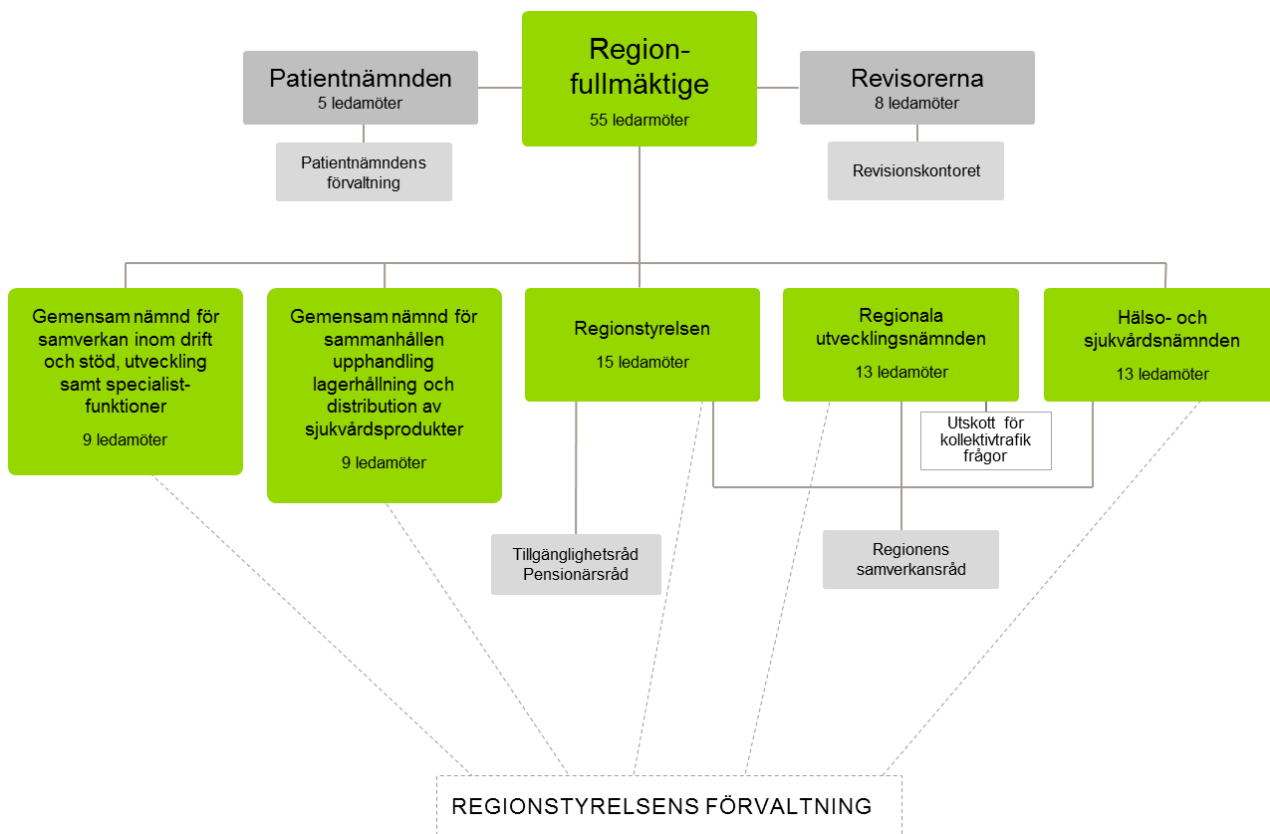 Region-
fullmäktige
55 ledarmöter
Patientnämnden
5 ledamöter
Revisorerna
8 ledamöter
Patientnämndens
förvaltning
Revisionskontoret
Gemensam nämnd för
samverkan inom drift
och stöd, utveckling
samt specialist-
funktioner
9 ledamöter
Gemensam nämnd för
sammanhållen
upphandling
lagerhållning och
distribution av
sjukvårdsprodukter
9 ledamöter
Regionstyrelsen
15 ledamöter
Regionala
utvecklingsnämnden
13 ledamöter
Hälso- och
sjukvårdsnämnden
13 ledamöter
Utskott för
kollektivtrafik
frågor
Tillgänglighetsråd
Pensionärsråd
Regionens
samverkansråd
REGIONSTYRELSENS FÖRVALTNING